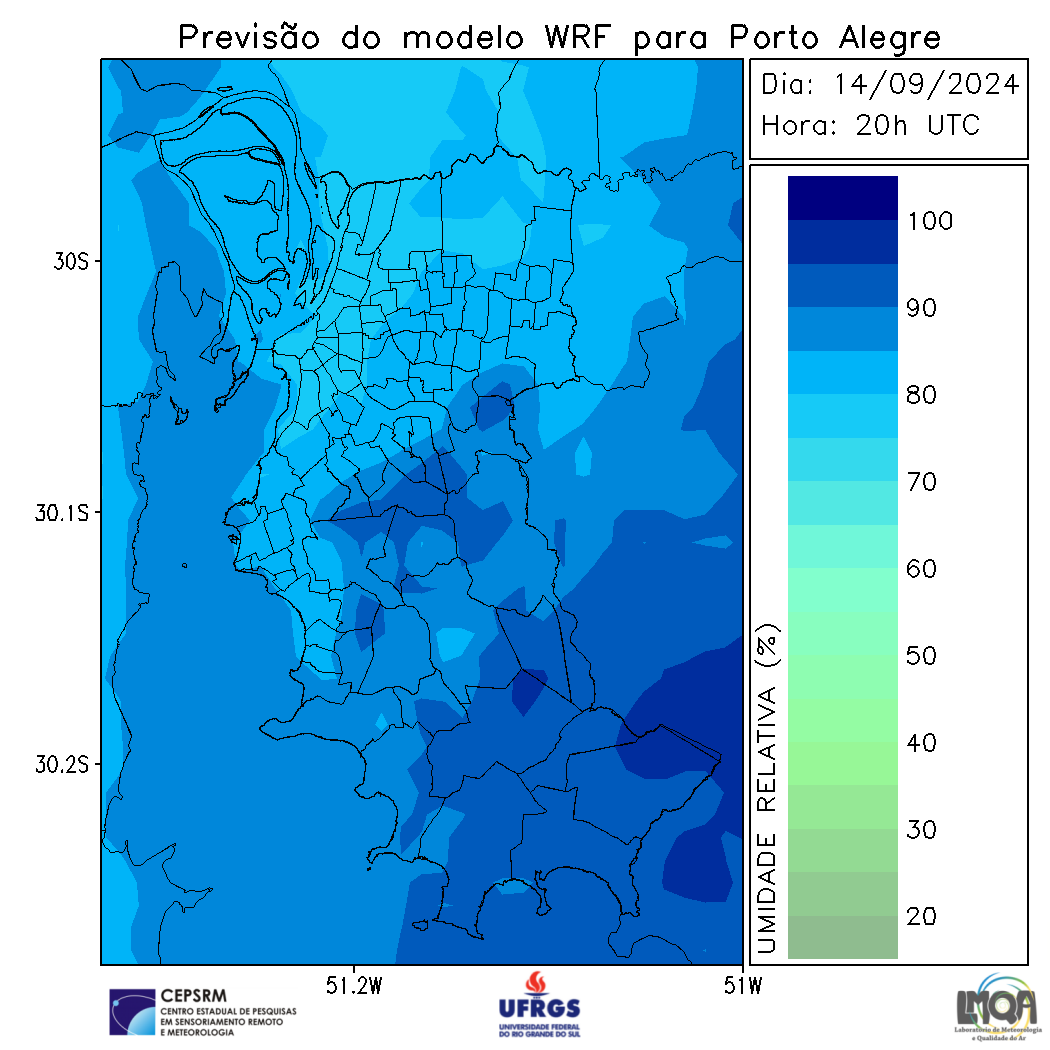 Previsão do modelo WRF para Porto Alegre
Dia: 14/09/2024
Hora: 20h UTC
30S
30.1S
30.2S
51.2W
51W
UMIDADE RELATIVA (%)
100
90
80
70
60
50
40
30
20
CEPSRM
CENTRO ESTADUAL DE PESQUISAS
EM SENSORIAMENTO REMOTO
E METEOROLOGIA
UFRGS
UNIVERSIDADE FEDERAL
DO RIO GRANDE DO SUL
LMQA
Laboratório de Meteorologia
e Qualidade do Ar